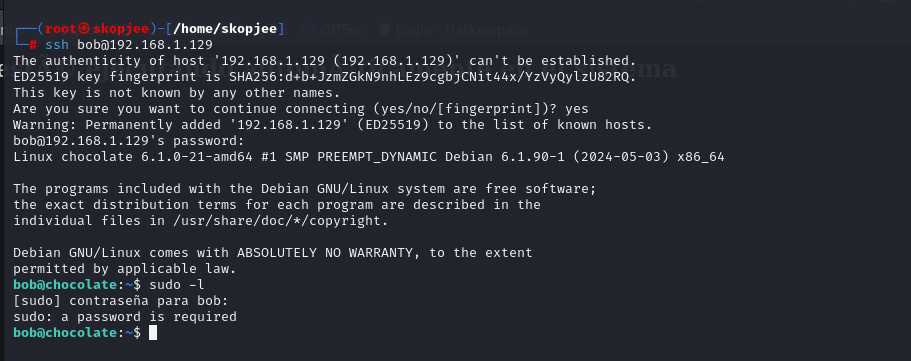 ┌──(root㉿skopjee)-[/home/skopjee]
└─# ssh bob@192.168.1.129
The authenticity of host '192.168.1.129 (192.168.1.129)' can't be established.
ED25519 key fingerprint is SHA256:d+b+JzmZGkN9nhLEz9cgbjCNit44x/YzVyQylzU82RQ.
This key is not known by any other names.
Are you sure you want to continue connecting (yes/no/[fingerprint])? yes
Warning: Permanently added '192.168.1.129' (ED25519) to the list of known hosts.
bob@192.168.1.129's password:
Linux chocolate 6.1.0-21-amd64 #1 SMP PREEMPT_DYNAMIC Debian 6.1.90-1 (2024-05-03) x86_64

The programs included with the Debian GNU/Linux system are free software;
the exact distribution terms for each program are described in the
individual files in /usr/share/doc/*/copyright.

Debian GNU/Linux comes with ABSOLUTELY NO WARRANTY, to the extent
permitted by applicable law.
bob@chocolate:~$ sudo -l
[sudo] contraseña para bob:
sudo: a password is required
bob@chocolate:~$
OffSec
Login - Hackerspace